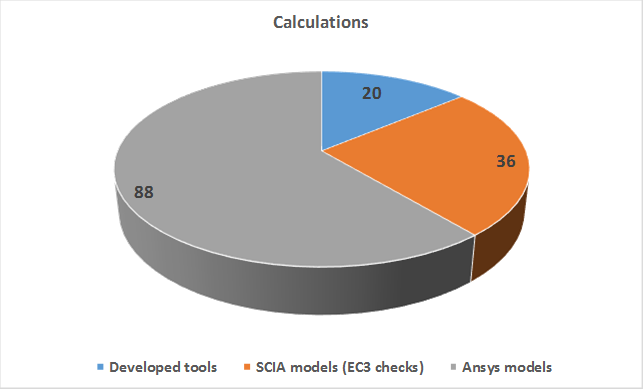 Calculations
20
36
88
Developed tools SCIA models (EC3 checks) Ansys models